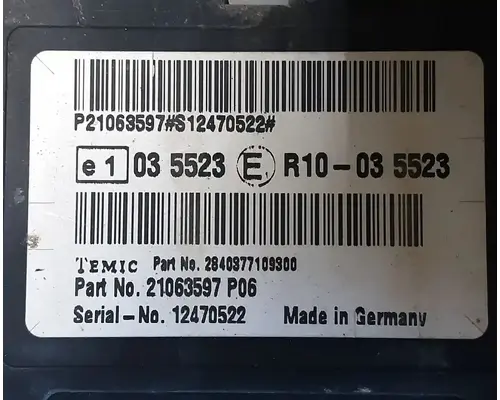 P21063597#S12470522#
e1 03 5523 E R10-03 5523
TEMIC Part No. 2840377109300
Part No. 21063597 P06
Serial-No. 12470522 Made in Germany